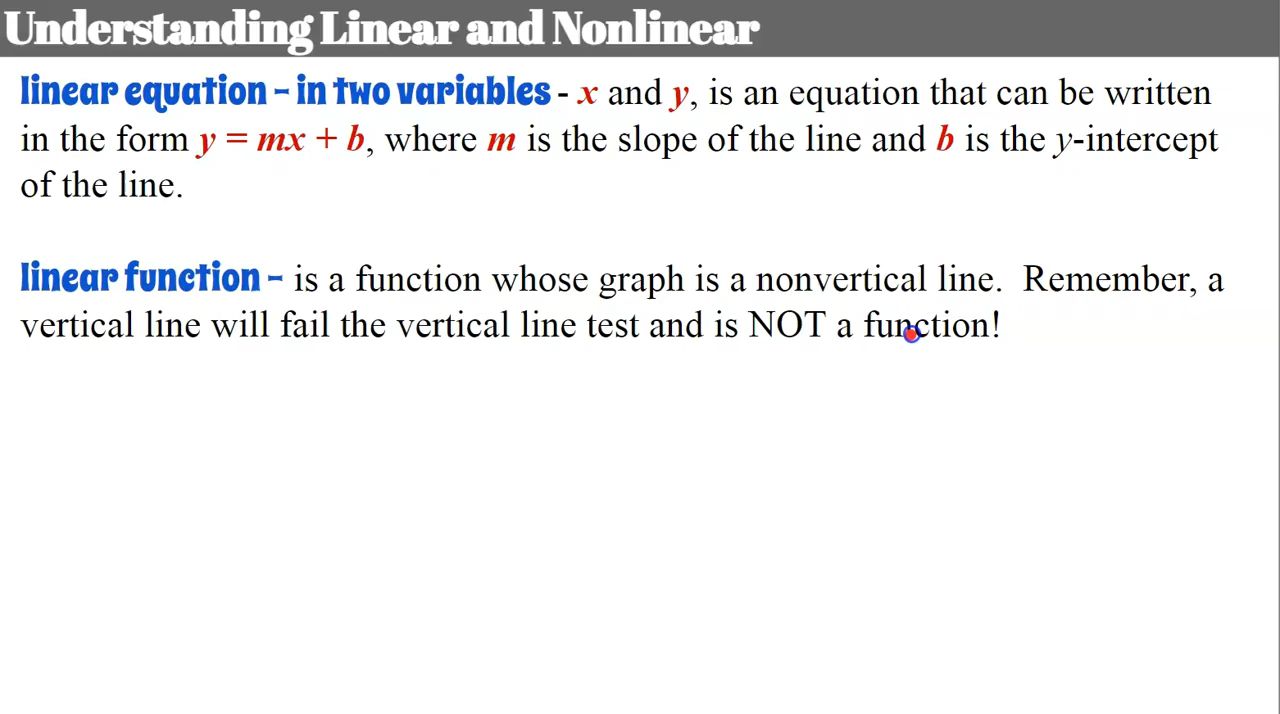 Understanding Linear and Nonlinear
linear equation – in two variables - x and y, is an equation that can be written
in the form y = mx + b, where m is the slope of the line and b is the y-intercept
of the line.
linear function – is a function whose graph is a nonvertical line. Remember, a
vertical line will fail the vertical line test and is NOT a function!